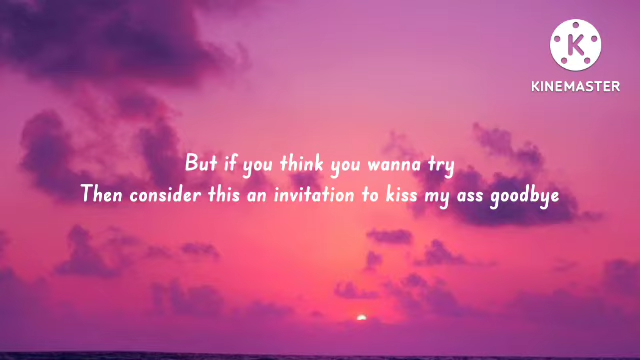 KINEMASTER
But if you think you wanna try
Then consider this an invitation to kiss my ass goodbye